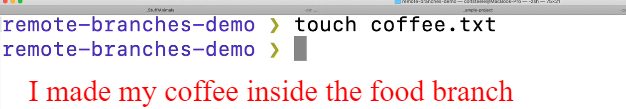 remote-branches-demo ❯ touch coffee.txt
remote-branches-demo ❯
I made my coffee inside the food branch